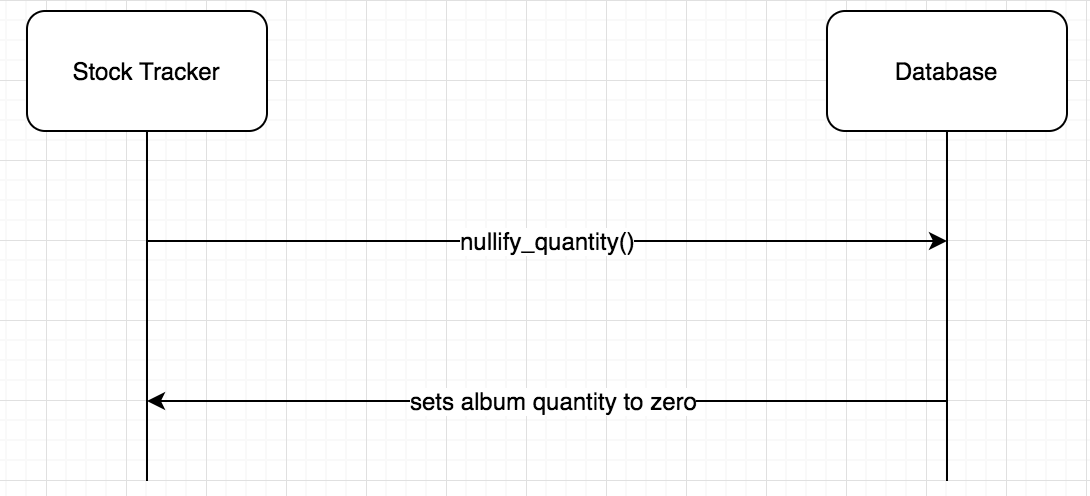 Stock Tracker
Database
nullify_quantity()
sets album quantity to zero